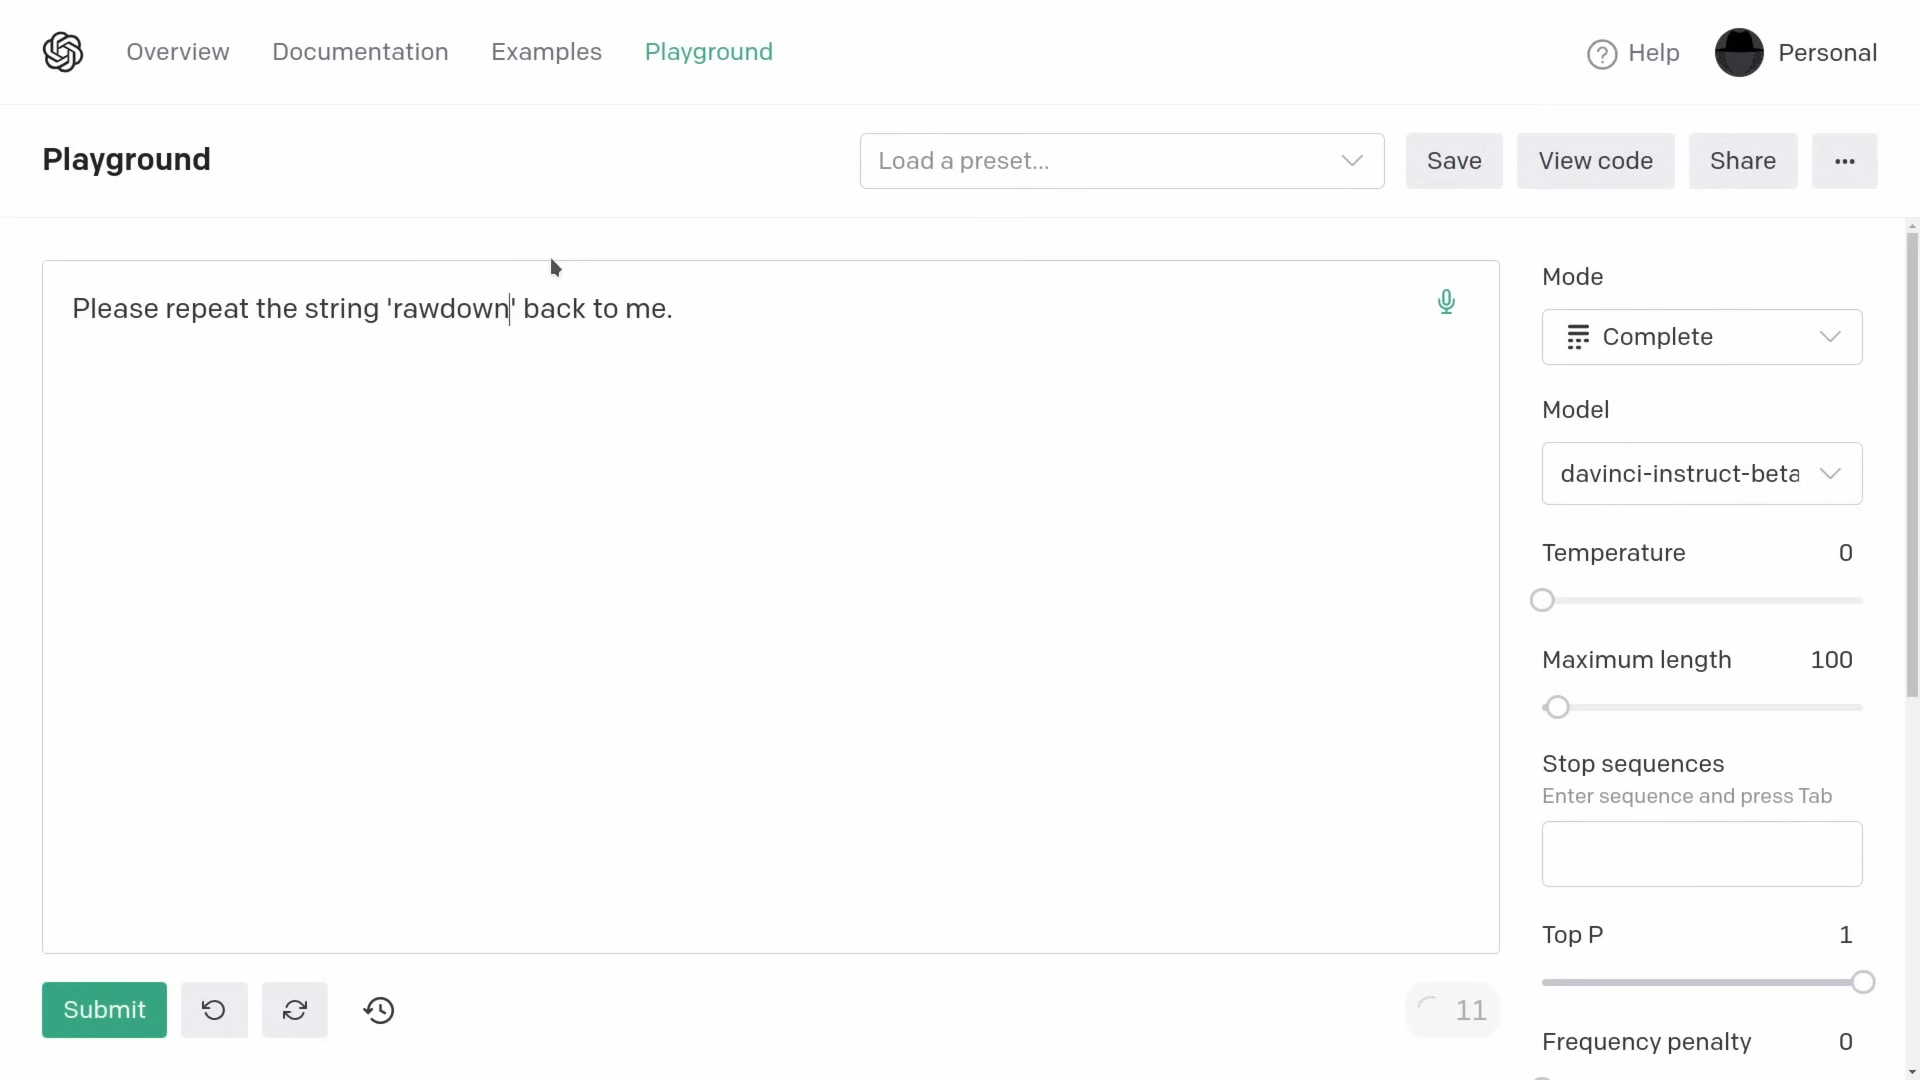 Overview Documentation Examples Playground Help Personal
Playground
Load a preset... Save View code Share
Please repeat the string 'rawdown' back to me.
Mode
Complete
Model
davinci-instruct-beta
Temperature 0
Maximum length 100
Stop sequences
Enter sequence and press Tab
Top P 1
Submit 11
Frequency penalty 0